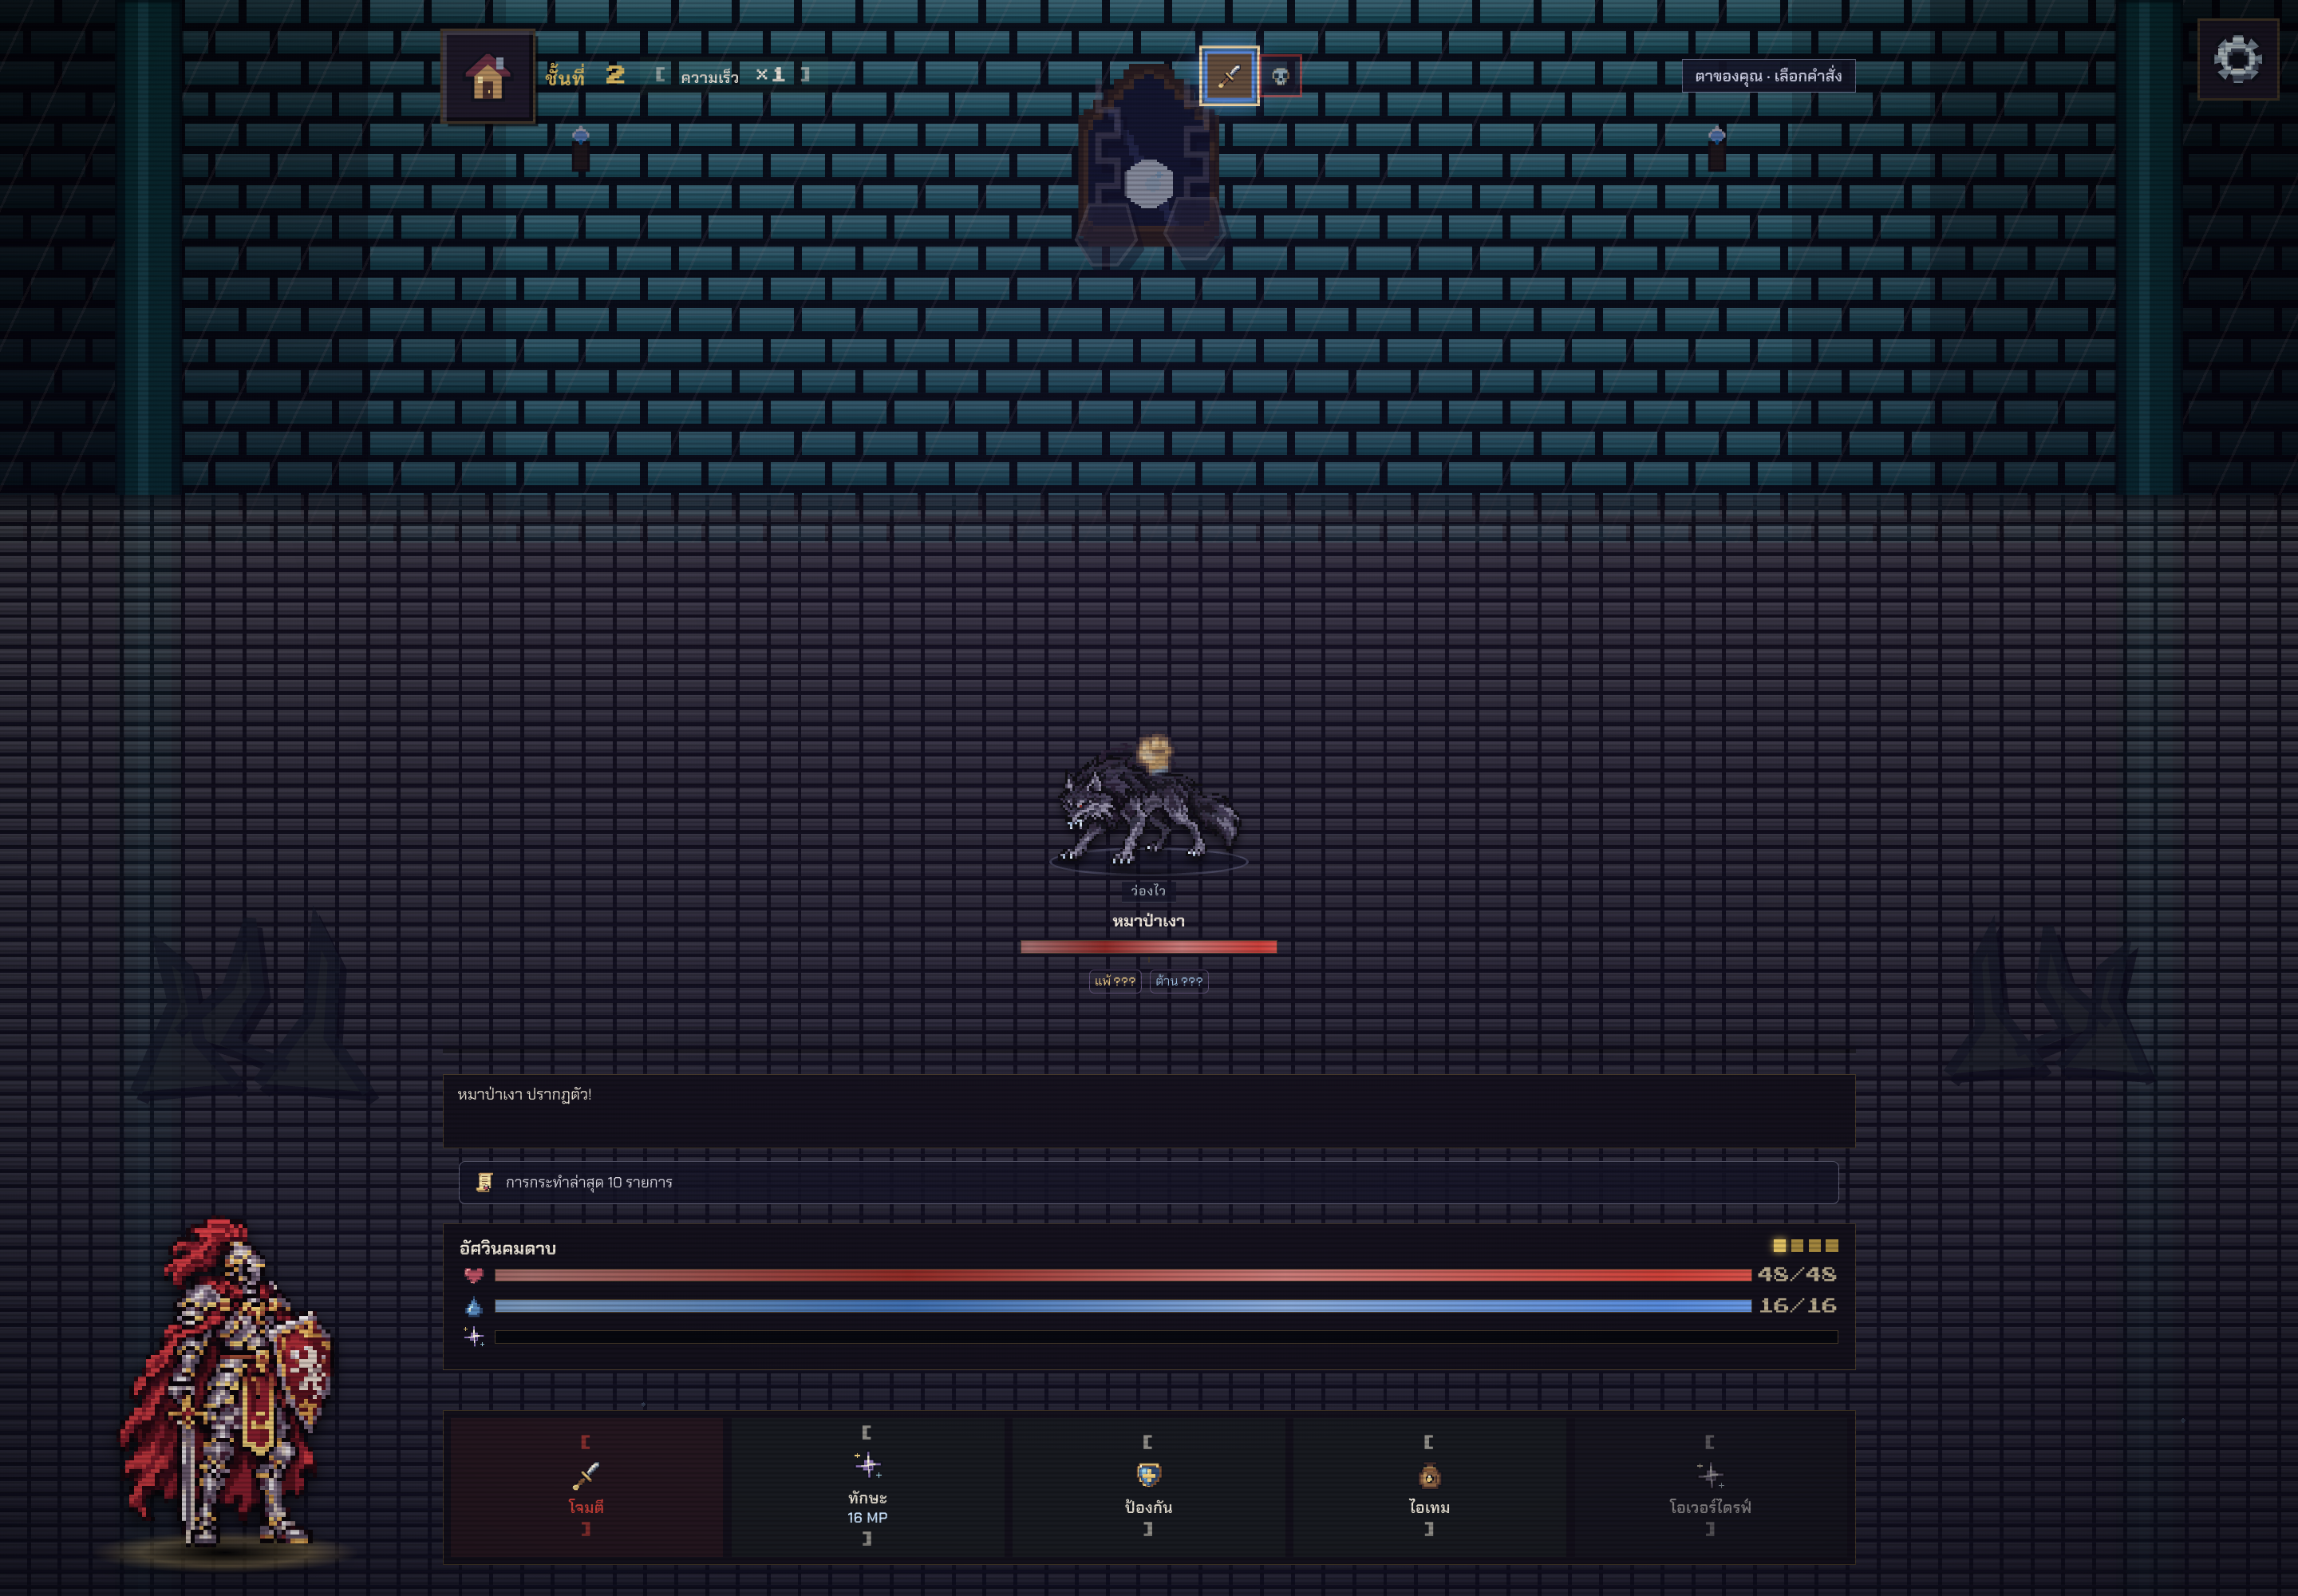 ชั้นที่ 2 [ ความเร็ว ×1 ]
ตาของคุณ · เลือกคำสั่ง
ว่องไว
หมาป่าเงา
แพ้ ??? ต้าน ???
หมาป่าเงา ปรากฏตัว!
การกระทำล่าสุด 10 รายการ
อัศวินคมดาบ
48/48
16/16
[ โจมตี ]
[ ทักษะ 16 MP ]
[ ป้องกัน ]
[ ไอเทม ]
[ โอเวอร์ไดรฟ์ ]